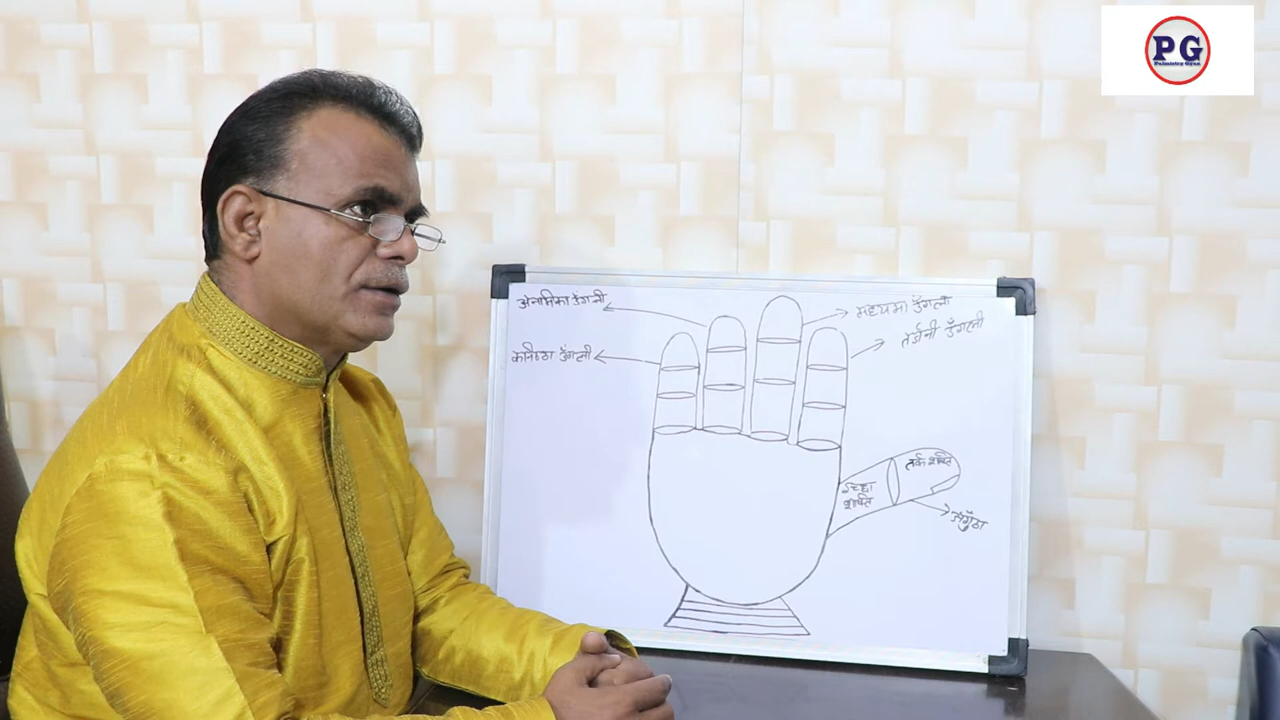 PG
Palmistry Gyan
अनामिका उँगली
मध्यमा उँगली
तर्जनी उँगली
कनिष्ठा उँगली
तर्क शक्ति
इच्छा
शक्ति
अँगुठा